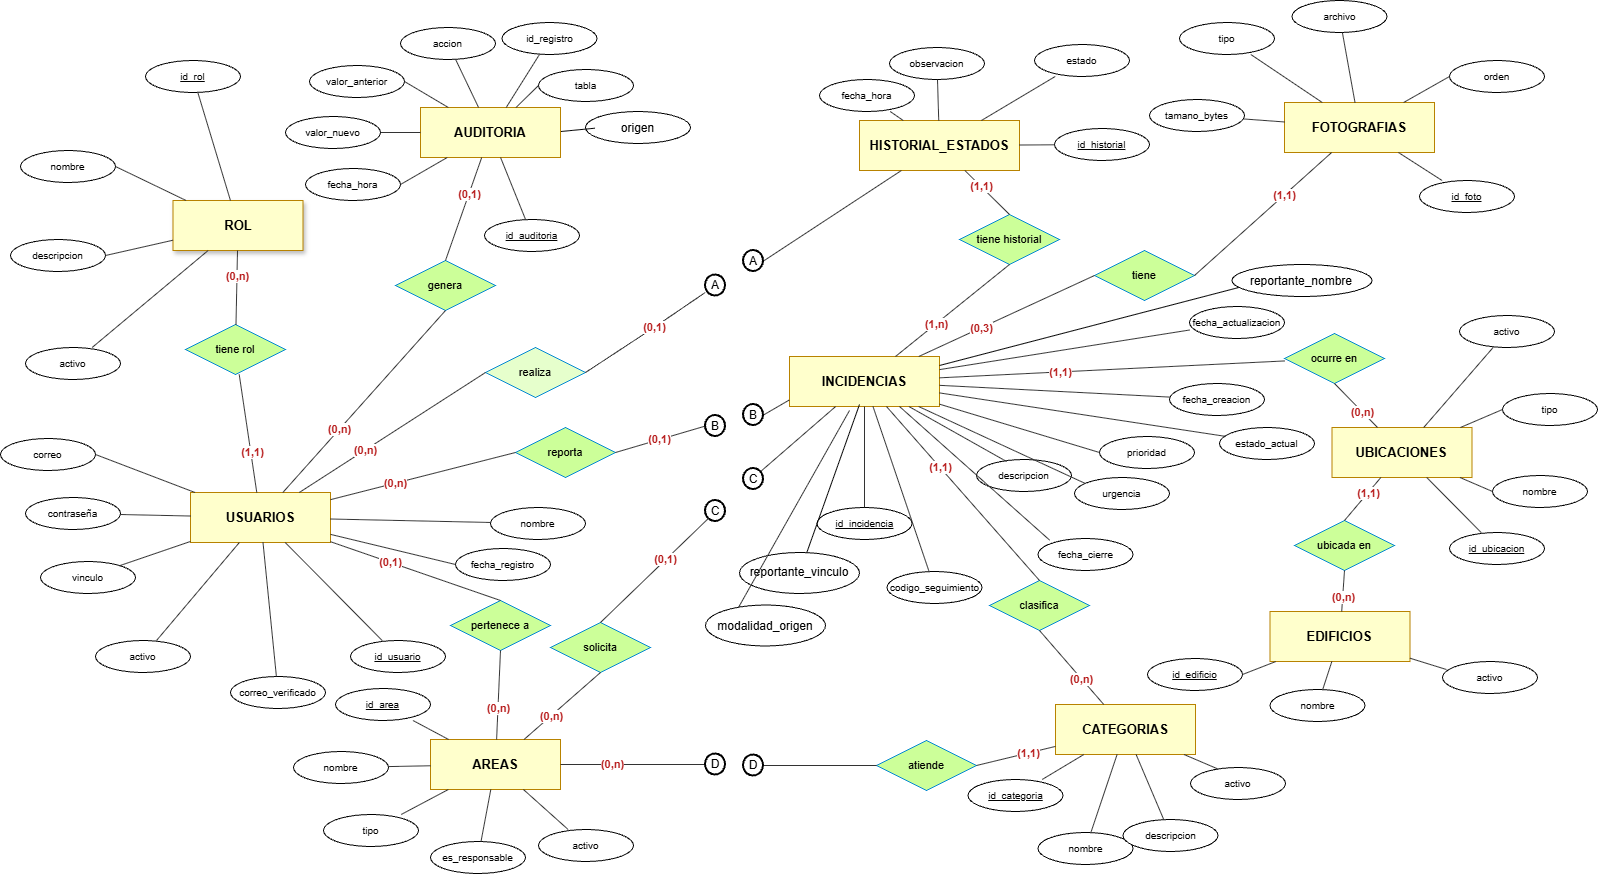 archivo
tipo
orden
tamano_bytes
FOTOGRAFIAS
id_foto
(1,1)
tiene
(0,3)
id_registro
accion
valor_anterior
tabla
AUDITORIA
origen
valor_nuevo
fecha_hora
id_auditoria
(0,1)
genera
(0,n)
observacion
estado
fecha_hora
HISTORIAL_ESTADOS
id_historial
(1,1)
tiene historial
(1,n)
id_rol
nombre
ROL
descripcion
activo
(0,n)
tiene rol
(1,1)
A
A
(0,1)
realiza
(0,n)
B
B
(0,1)
reporta
(0,n)
C
C
(0,1)
solicita
(0,n)
reportante_nombre
fecha_actualizacion
INCIDENCIAS
(1,1)
ocurre en
(0,n)
fecha_creacion
estado_actual
prioridad
descripcion
urgencia
fecha_cierre
id_incidencia
codigo_seguimiento
reportante_vinculo
modalidad_origen
(1,1)
clasifica
(0,n)
activo
tipo
UBICACIONES
nombre
id_ubicacion
(1,1)
ubicada en
(0,n)
EDIFICIOS
id_edificio
nombre
activo
correo
contraseña
USUARIOS
nombre
vinculo
fecha_registro
activo
id_usuario
correo_verificado
(0,1)
pertenece a
(0,n)
id_area
nombre
AREAS
tipo
es_responsable
activo
(0,n)
D
D
atiende
(1,1)
CATEGORIAS
id_categoria
activo
nombre
descripcion